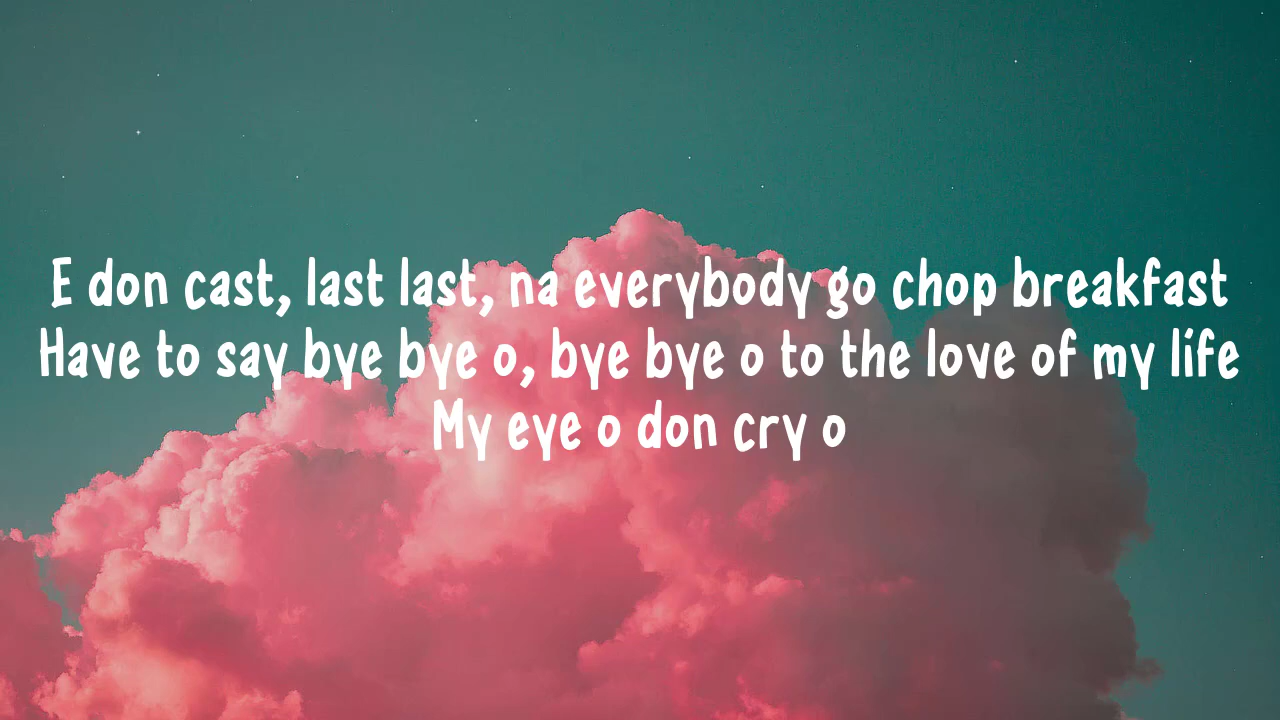 E don cast, last last, na everybody go chop breakfast
Have to say bye bye o, bye bye o to the love of my life
My eye o don cry o